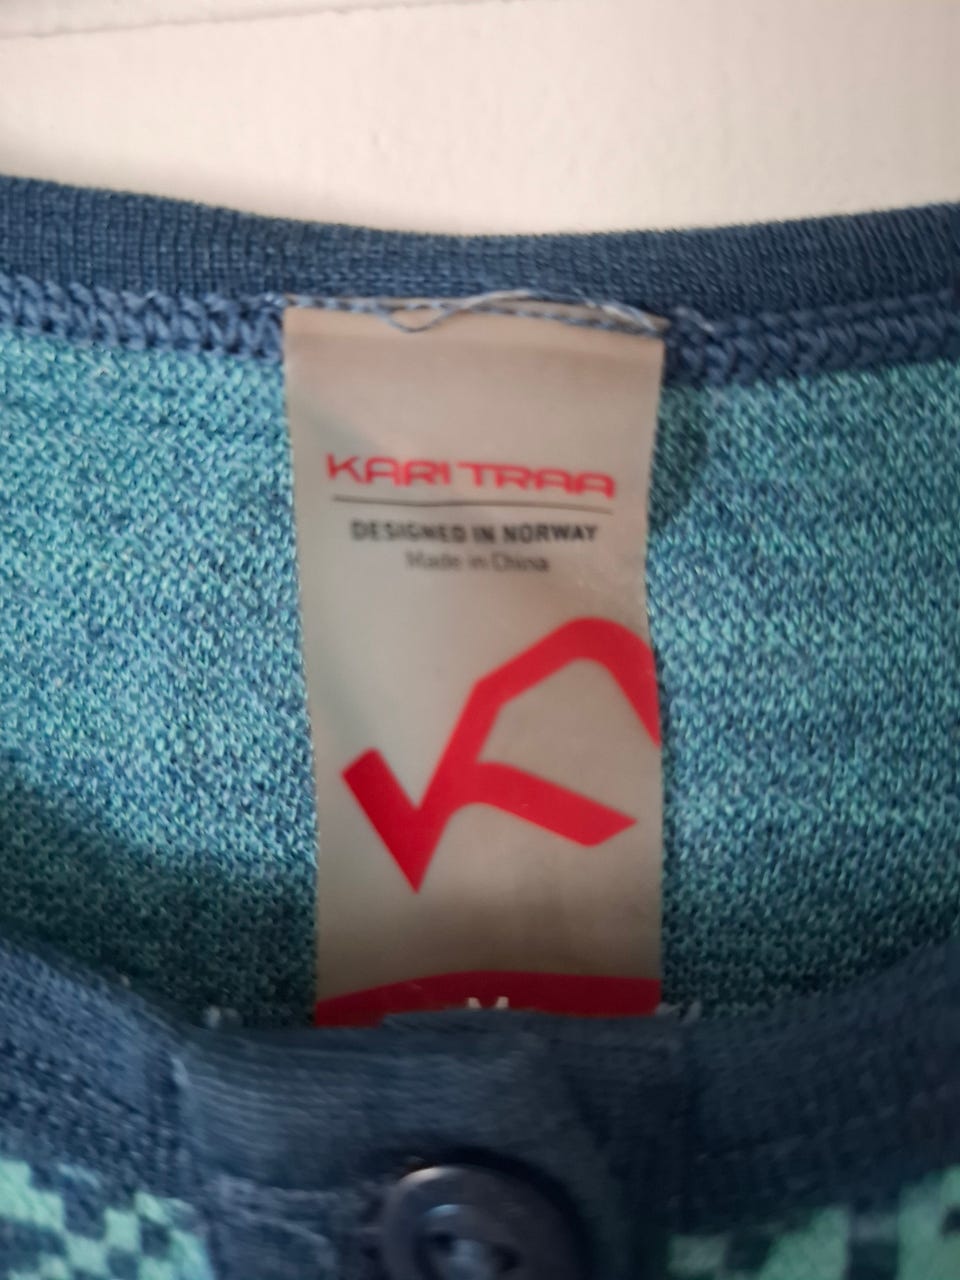 KARI TRAA
DESIGNED IN NORWAY
Made in China
M